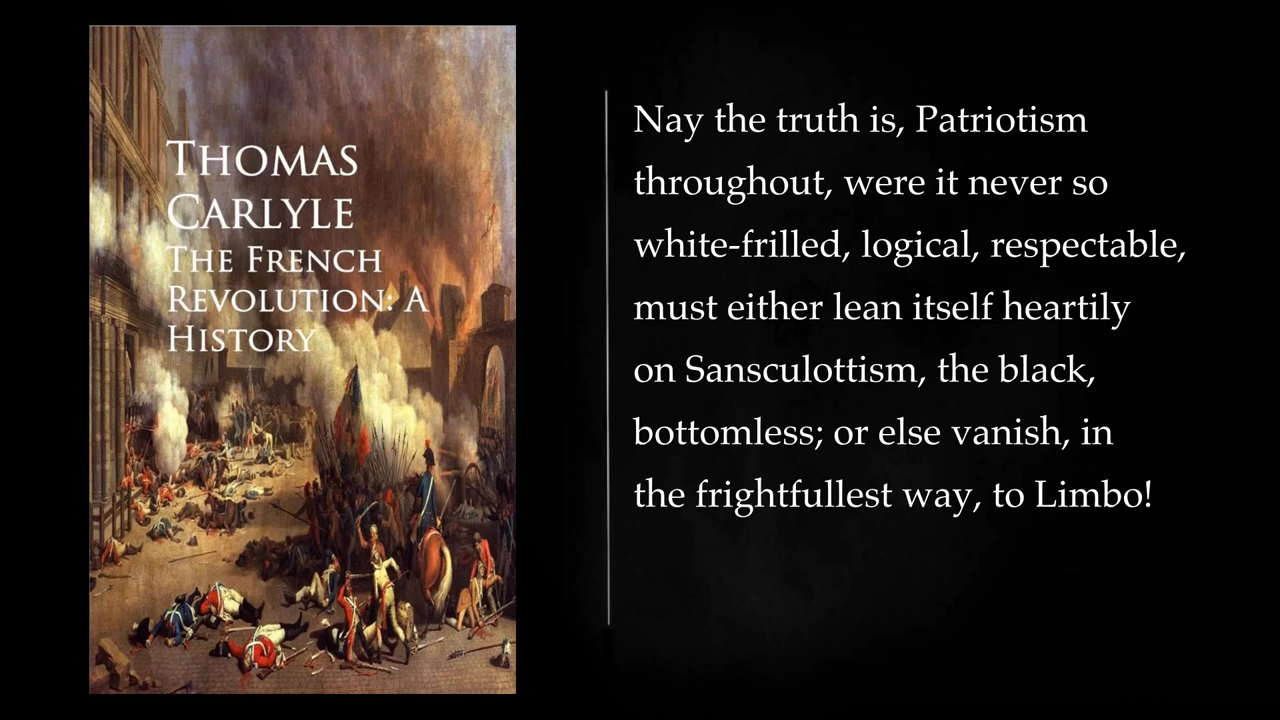 THOMAS
CARLYLE
THE FRENCH
REVOLUTION: A
HISTORY
Nay the truth is, Patriotism
throughout, were it never so
white-frilled, logical, respectable,
must either lean itself heartily
on Sansculottism, the black,
bottomless; or else vanish, in
the frightfullest way, to Limbo!